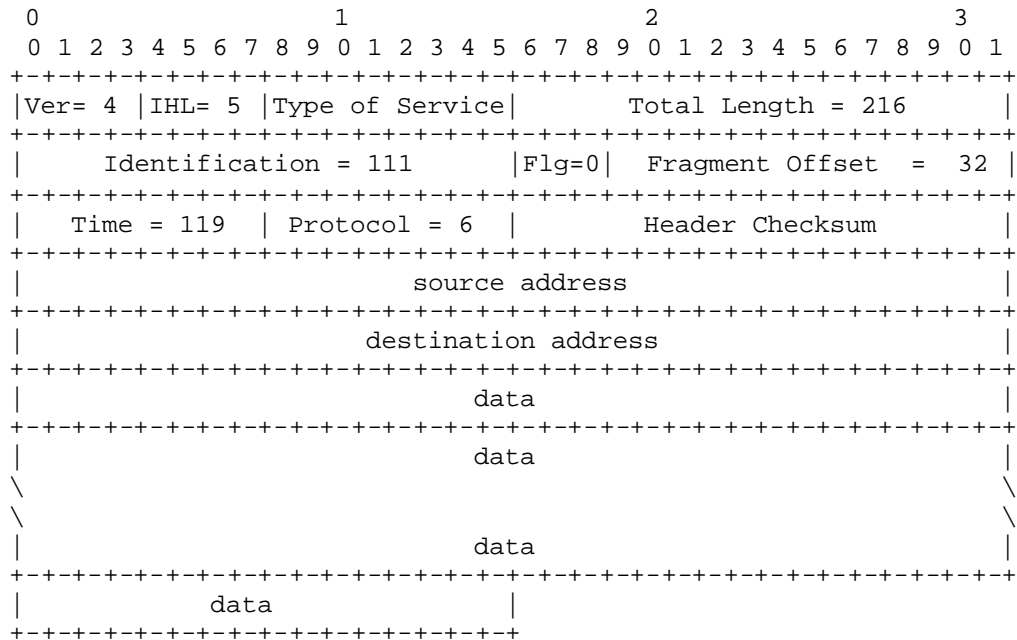 0                   1                   2                   3
 0 1 2 3 4 5 6 7 8 9 0 1 2 3 4 5 6 7 8 9 0 1 2 3 4 5 6 7 8 9 0 1
+-+-+-+-+-+-+-+-+-+-+-+-+-+-+-+-+-+-+-+-+-+-+-+-+-+-+-+-+-+-+-+-+
|Ver= 4 |IHL= 5 |Type of Service|       Total Length = 216      |
+-+-+-+-+-+-+-+-+-+-+-+-+-+-+-+-+-+-+-+-+-+-+-+-+-+-+-+-+-+-+-+-+
|     Identification = 111      |Flg=0|  Fragment Offset  =  32 |
+-+-+-+-+-+-+-+-+-+-+-+-+-+-+-+-+-+-+-+-+-+-+-+-+-+-+-+-+-+-+-+-+
|   Time = 119  | Protocol = 6  |        Header Checksum        |
+-+-+-+-+-+-+-+-+-+-+-+-+-+-+-+-+-+-+-+-+-+-+-+-+-+-+-+-+-+-+-+-+
|                         source address                        |
+-+-+-+-+-+-+-+-+-+-+-+-+-+-+-+-+-+-+-+-+-+-+-+-+-+-+-+-+-+-+-+-+
|                      destination address                      |
+-+-+-+-+-+-+-+-+-+-+-+-+-+-+-+-+-+-+-+-+-+-+-+-+-+-+-+-+-+-+-+-+
|                             data                              |
+-+-+-+-+-+-+-+-+-+-+-+-+-+-+-+-+-+-+-+-+-+-+-+-+-+-+-+-+-+-+-+-+
|                             data                              |
\                                                               \
\                                                               \
|                             data                              |
+-+-+-+-+-+-+-+-+-+-+-+-+-+-+-+-+-+-+-+-+-+-+-+-+-+-+-+-+-+-+-+-+
|            data               |
+-+-+-+-+-+-+-+-+-+-+-+-+-+-+-+-+